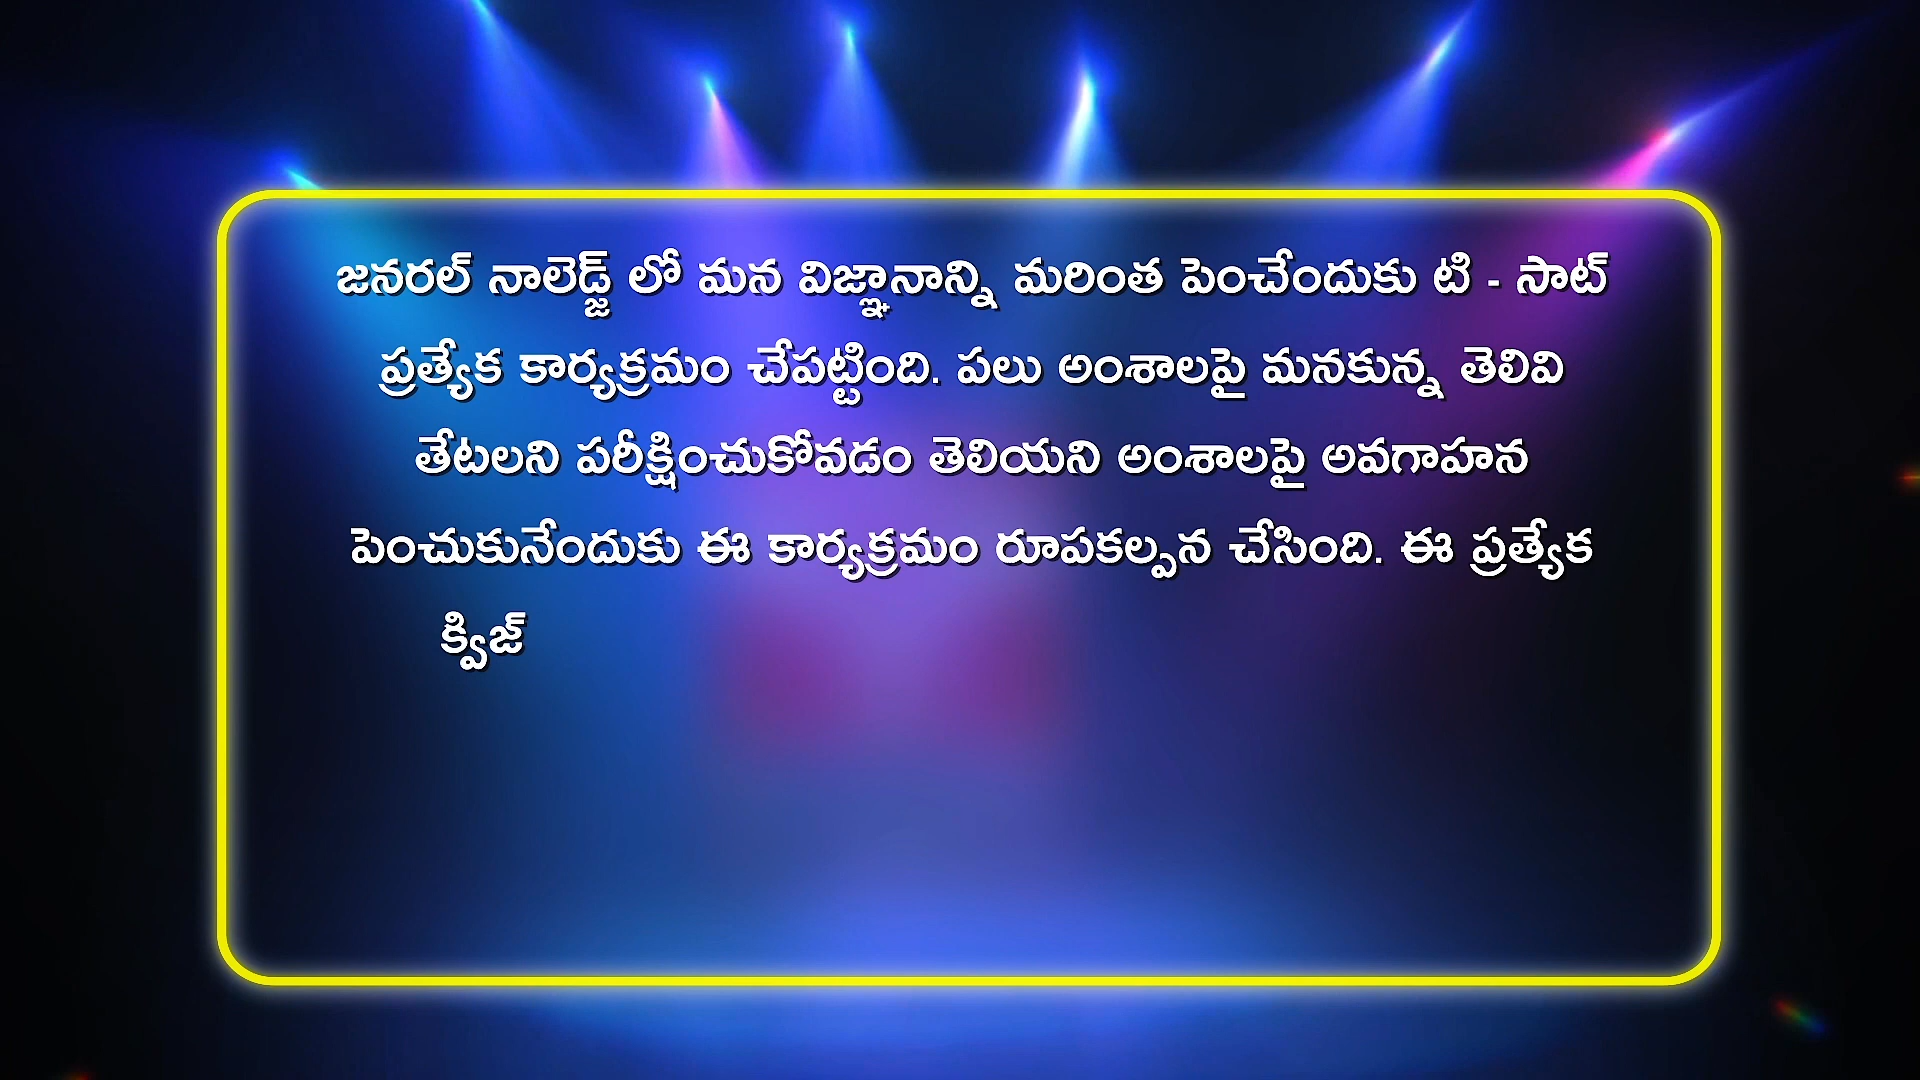 జనరల్ నాలెడ్జ్ లో మన విజ్ఞానాన్ని మరింత పెంచేందుకు టి - సాట్
ప్రత్యేక కార్యక్రమం చేపట్టింది. పలు అంశాలపై మనకున్న తెలివి
తేటలని పరీక్షించుకోవడం తెలియని అంశాలపై అవగాహన
పెంచుకునేందుకు ఈ కార్యక్రమం రూపకల్పన చేసింది. ఈ ప్రత్యేక
క్విజ్